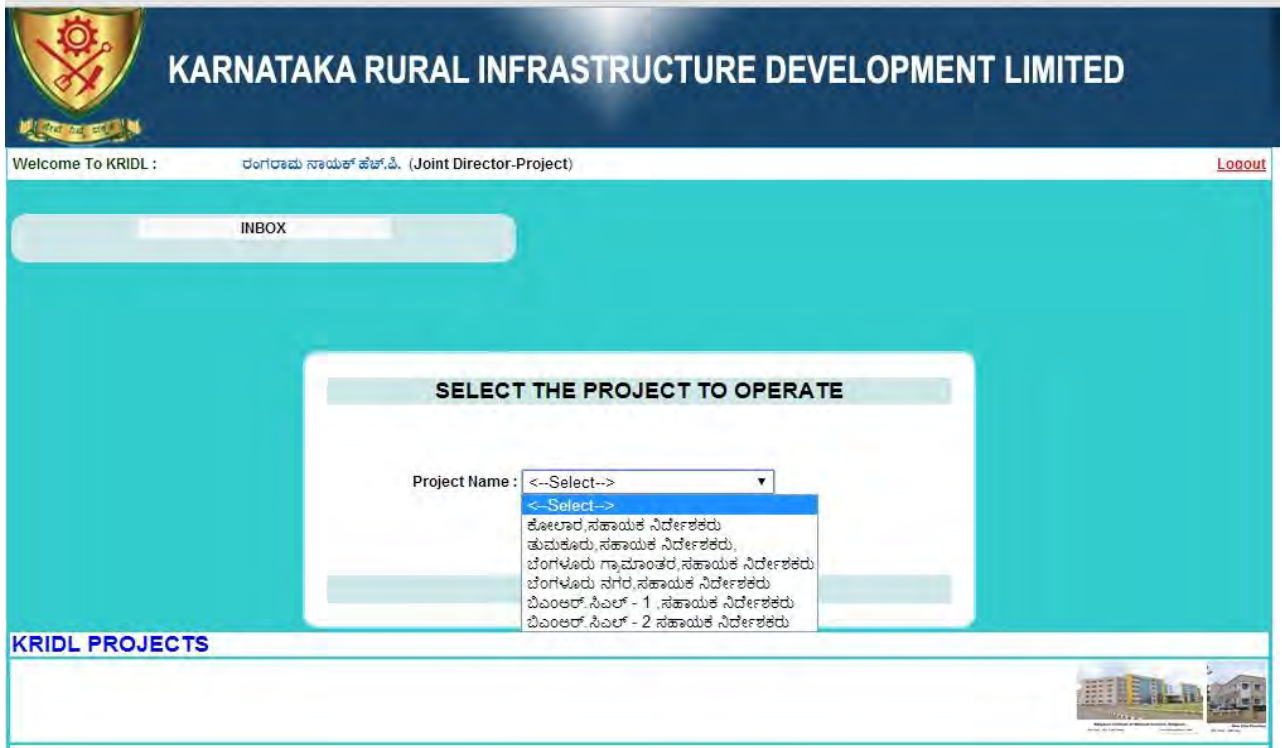 KARNATAKA RURAL INFRASTRUCTURE DEVELOPMENT LIMITED
Welcome To KRIDL : ರಂಗರಾಮ ನಾಯಕ್ ಹೆಚ್.ಪಿ. (Joint Director-Project) Logout
INBOX
SELECT THE PROJECT TO OPERATE
Project Name : <--Select-->
<--Select-->
ಕೋಲಾರ,ಸಹಾಯಕ ನಿರ್ದೇಶಕರು
ತುಮಕೂರು,ಸಹಾಯಕ ನಿರ್ದೇಶಕರು,
ಬೆಂಗಳೂರು ಗ್ರಾಮಾಂತರ,ಸಹಾಯಕ ನಿರ್ದೇಶಕರು
ಬೆಂಗಳೂರು ನಗರ,ಸಹಾಯಕ ನಿರ್ದೇಶಕರು
ಬಿಎಂಆರ್.ಸಿಎಲ್ - 1 ,ಸಹಾಯಕ ನಿರ್ದೇಶಕರು
ಬಿಎಂಆರ್.ಸಿಎಲ್ - 2 ಸಹಾಯಕ ನಿರ್ದೇಶಕರು
KRIDL PROJECTS